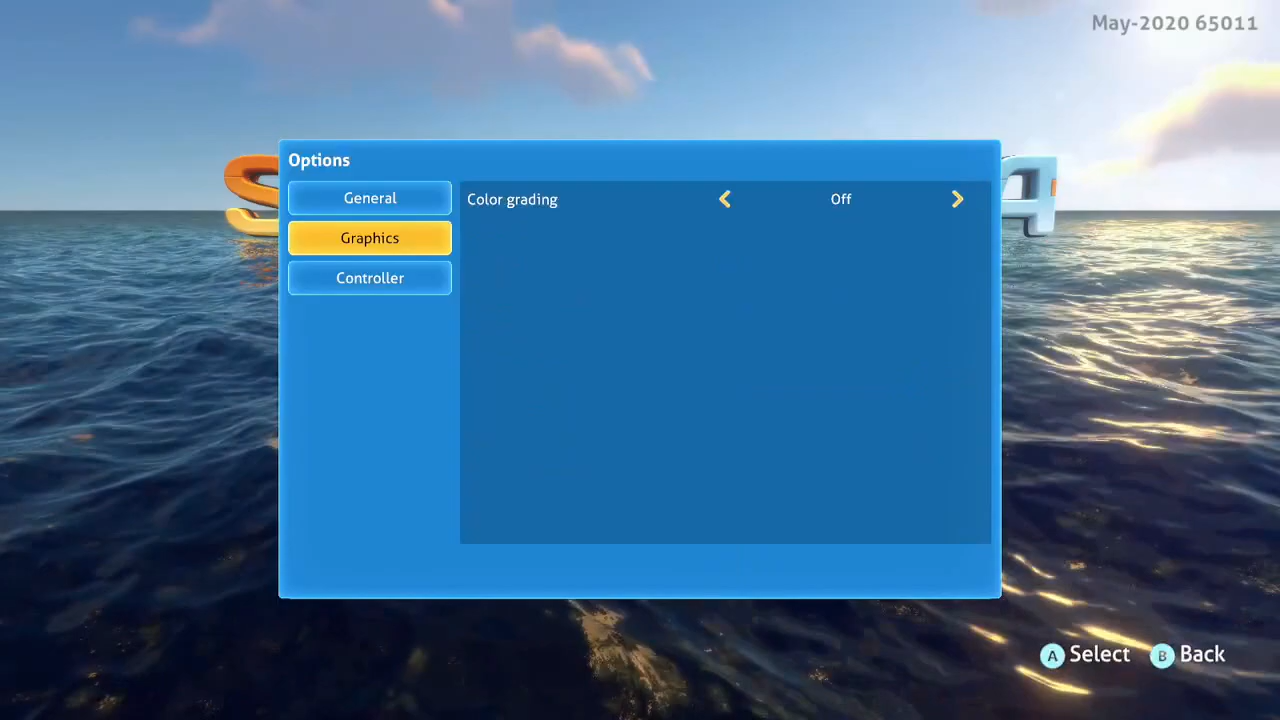 May-2020 65011
Options
General
Graphics
Controller
Color grading
Off
S
A
A Select
B Back